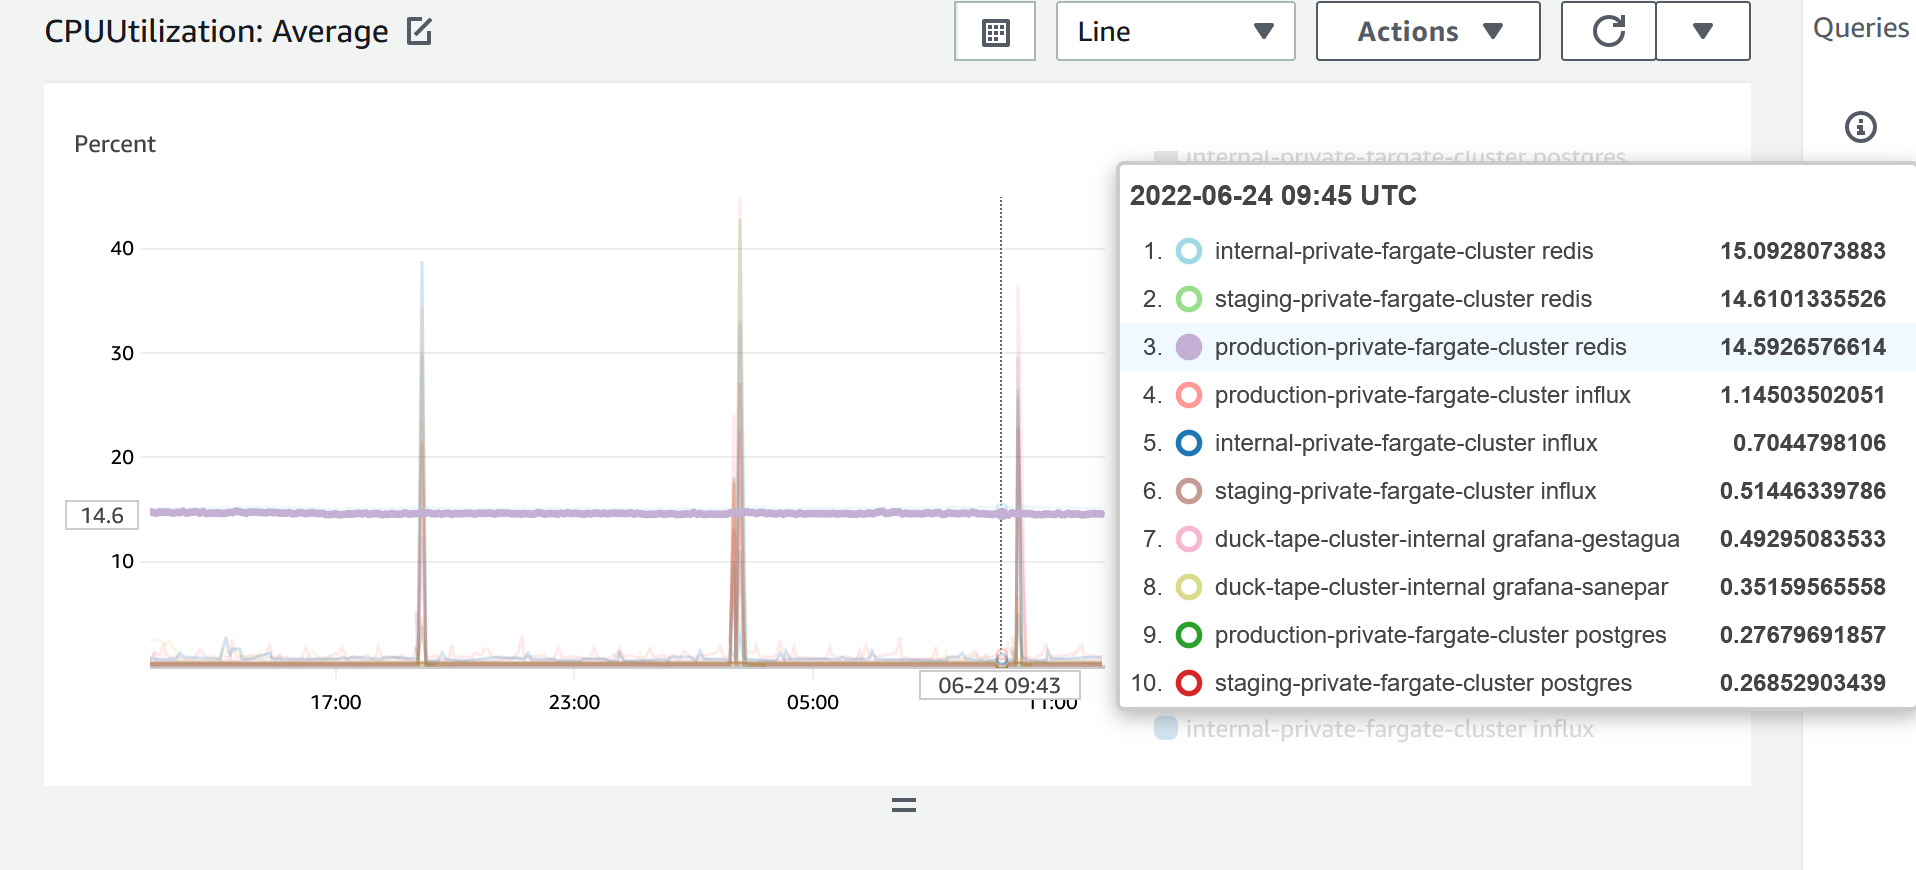 CPUUtilization: Average
Line
Actions
Queries
Percent
internal-private-fargate-cluster postgres
40
30
20
14.6
10
17:00
23:00
05:00
06-24 09:43
11:00
2022-06-24 09:45 UTC
1. internal-private-fargate-cluster redis 15.0928073883
2. staging-private-fargate-cluster redis 14.6101335526
3. production-private-fargate-cluster redis 14.5926576614
4. production-private-fargate-cluster influx 1.14503502051
5. internal-private-fargate-cluster influx 0.7044798106
6. staging-private-fargate-cluster influx 0.51446339786
7. duck-tape-cluster-internal grafana-gestagua 0.49295083533
8. duck-tape-cluster-internal grafana-sanepar 0.35159565558
9. production-private-fargate-cluster postgres 0.27679691857
10. staging-private-fargate-cluster postgres 0.26852903439
internal-private-fargate-cluster influx